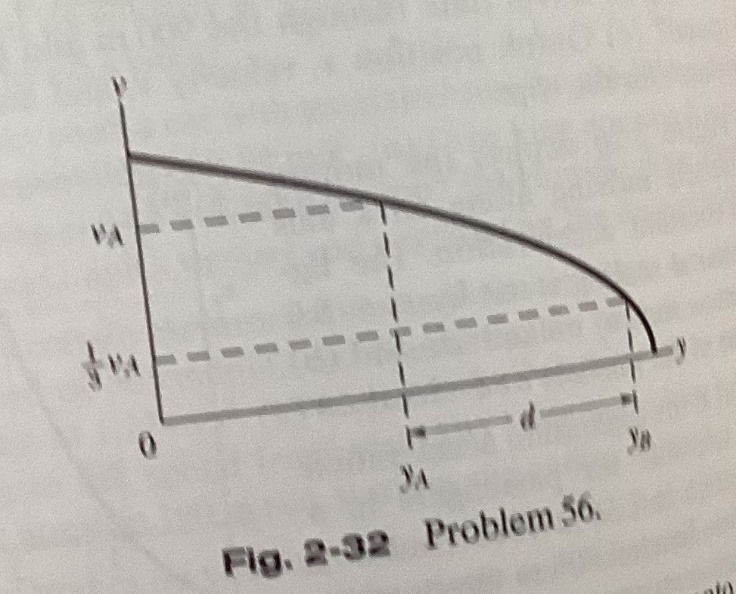 v
vA
1/3 vA
0
y
d
yA
yB
Fig. 2-32 Problem 56.